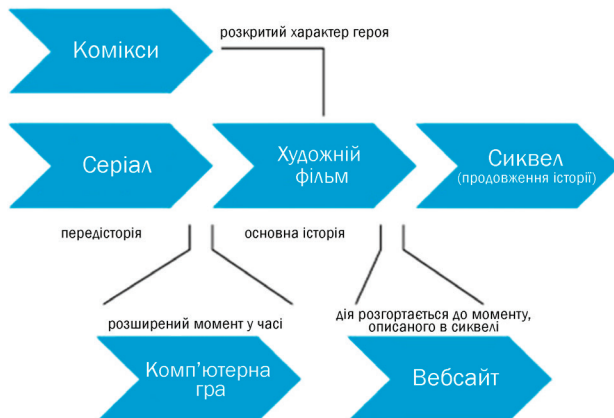 Комікси
розкритий характер героя
Серіал
Художній
фільм
Сиквел
(продовження історії)
передісторія
основна історія
розширений момент у часі
дія розгортається до моменту,
описаного в сиквелі
Комп’ютерна
гра
Вебсайт